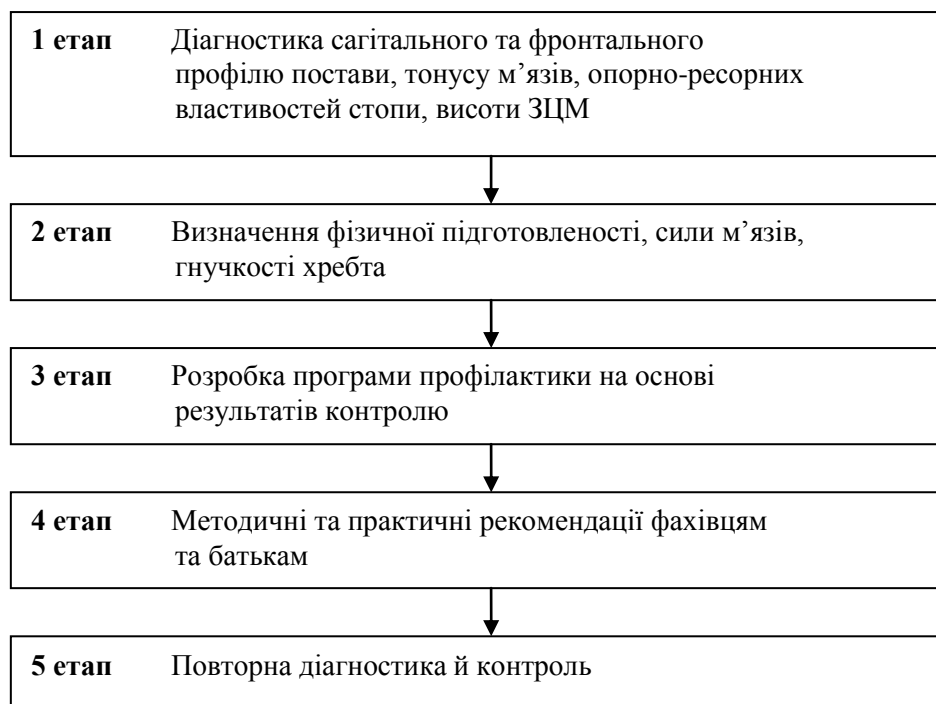 1 етап Діагностика сагітального та фронтального
профілю постави, тонусу м’язів, опорно-ресорних
властивостей стопи, висоти ЗЦМ
2 етап Визначення фізичної підготовленості, сили м’язів,
гнучкості хребта
3 етап Розробка програми профілактики на основі
результатів контролю
4 етап Методичні та практичні рекомендації фахівцям
та батькам
5 етап Повторна діагностика й контроль